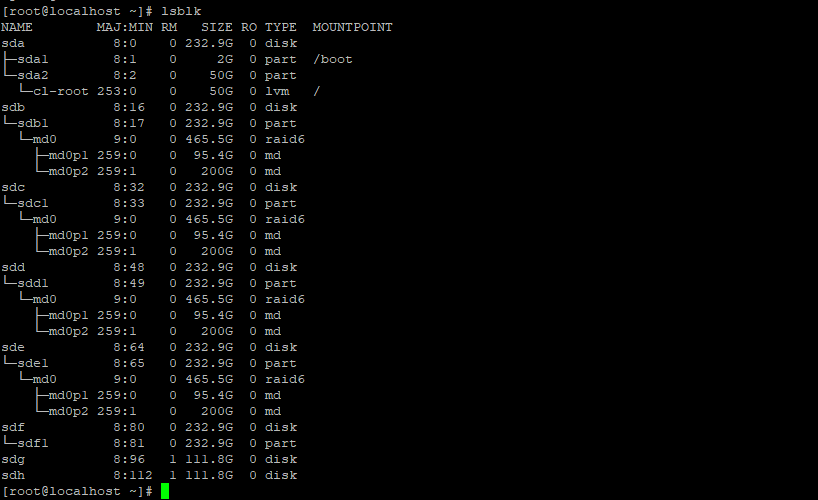 [root@localhost ~]# lsblk
NAME        MAJ:MIN RM   SIZE RO TYPE  MOUNTPOINT
sda           8:0    0 232.9G  0 disk
├─sda1        8:1    0     2G  0 part  /boot
└─sda2        8:2    0    50G  0 part
  └─cl-root 253:0    0    50G  0 lvm   /
sdb           8:16   0 232.9G  0 disk
└─sdb1        8:17   0 232.9G  0 part
  └─md0       9:0    0 465.5G  0 raid6
    ├─md0p1 259:0    0  95.4G  0 md
    └─md0p2 259:1    0   200G  0 md
sdc           8:32   0 232.9G  0 disk
└─sdc1        8:33   0 232.9G  0 part
  └─md0       9:0    0 465.5G  0 raid6
    ├─md0p1 259:0    0  95.4G  0 md
    └─md0p2 259:1    0   200G  0 md
sdd           8:48   0 232.9G  0 disk
└─sdd1        8:49   0 232.9G  0 part
  └─md0       9:0    0 465.5G  0 raid6
    ├─md0p1 259:0    0  95.4G  0 md
    └─md0p2 259:1    0   200G  0 md
sde           8:64   0 232.9G  0 disk
└─sde1        8:65   0 232.9G  0 part
  └─md0       9:0    0 465.5G  0 raid6
    ├─md0p1 259:0    0  95.4G  0 md
    └─md0p2 259:1    0   200G  0 md
sdf           8:80   0 232.9G  0 disk
└─sdf1        8:81   0 232.9G  0 part
sdg           8:96   1 111.8G  0 disk
sdh           8:112  1 111.8G  0 disk
[root@localhost ~]#